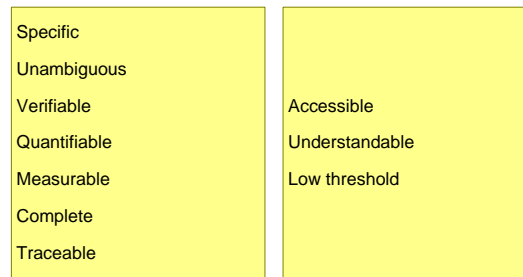 Specific
Unambiguous
Verifiable
Quantifiable
Measurable
Complete
Traceable
Accessible
Understandable
Low threshold